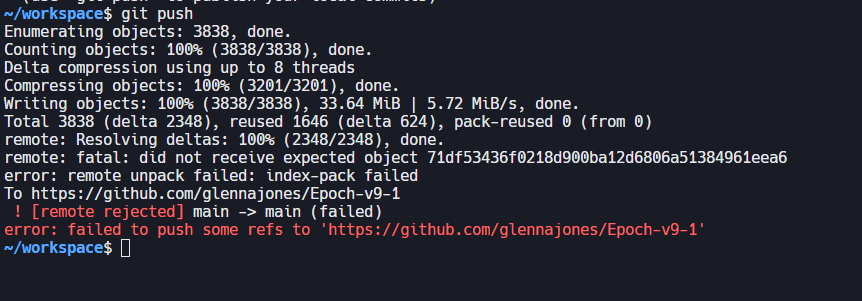 ~/workspace$ git push
Enumerating objects: 3838, done.
Counting objects: 100% (3838/3838), done.
Delta compression using up to 8 threads
Compressing objects: 100% (3201/3201), done.
Writing objects: 100% (3838/3838), 33.64 MiB | 5.72 MiB/s, done.
Total 3838 (delta 2348), reused 1646 (delta 624), pack-reused 0 (from 0)
remote: Resolving deltas: 100% (2348/2348), done.
remote: fatal: did not receive expected object 71df53436f0218d900ba12d6806a51384961eea6
error: remote unpack failed: index-pack failed
To https://github.com/glennajones/Epoch-v9-1
 ! [remote rejected] main -> main (failed)
error: failed to push some refs to 'https://github.com/glennajones/Epoch-v9-1'
~/workspace$